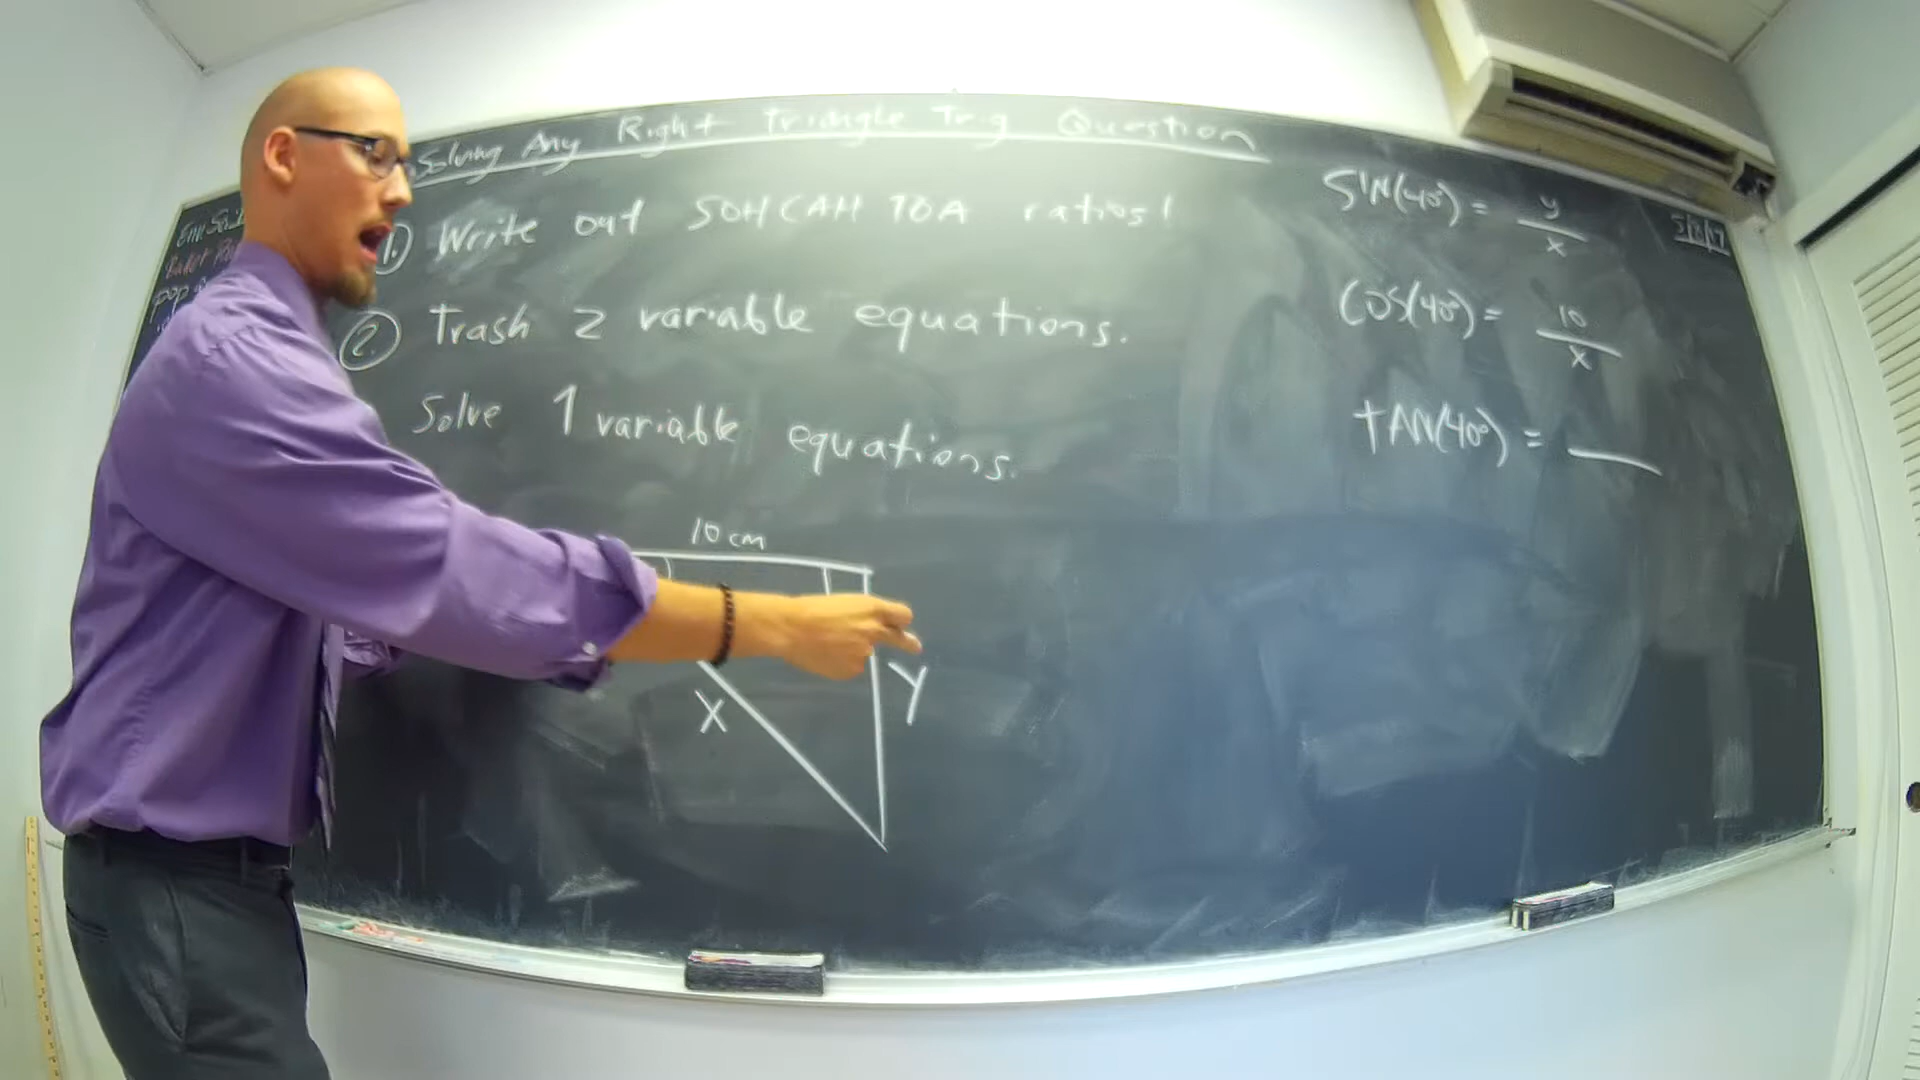 Solving Any Right Triangle Trig Question
1. Write out SOH CAH TOA ratios!
2. Trash 2 variable equations.
Solve 1 variable equations.
10 cm
X
Y
SIN(40°) = y/x
COS(40°) = 10/x
tAN(40°) =